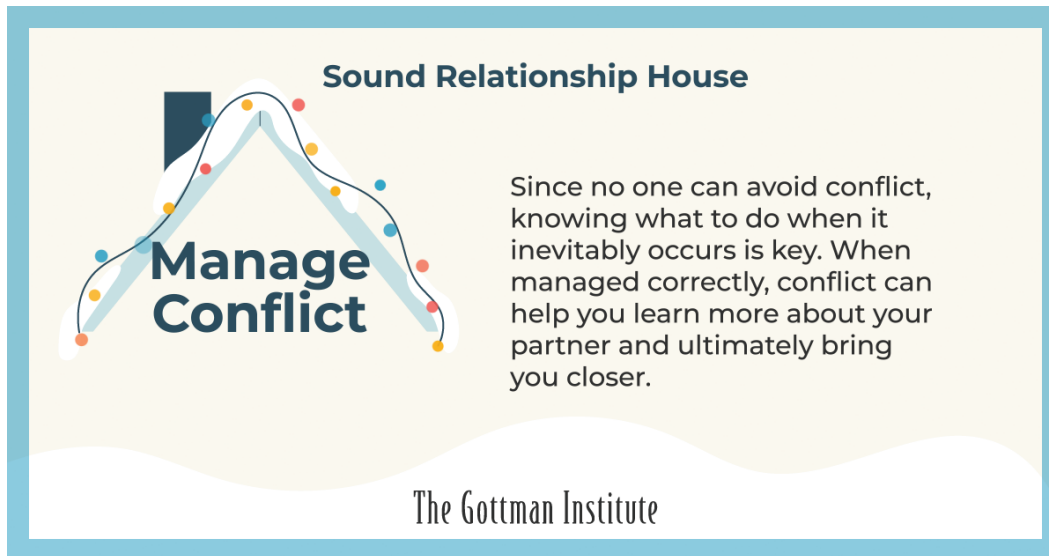 Sound Relationship House
Manage
Conflict
Since no one can avoid conflict,
knowing what to do when it
inevitably occurs is key. When
managed correctly, conflict can
help you learn more about your
partner and ultimately bring
you closer.
The Gottman Institute